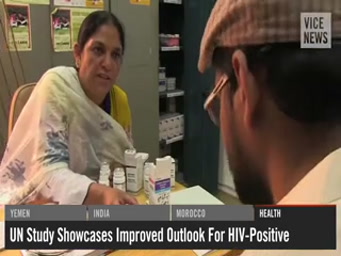 VICE
NEWS
YEMEN INDIA MOROCCO HEALTH
UN Study Showcases Improved Outlook For HIV-Positive